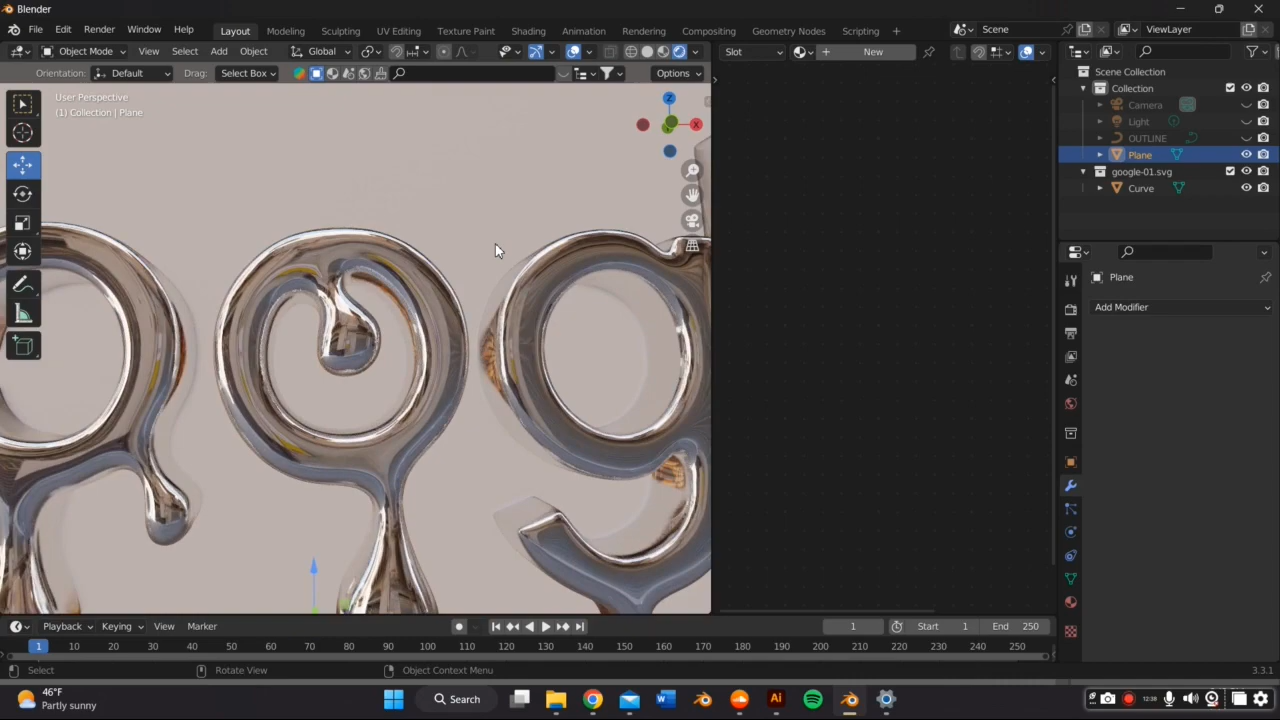 Blender
File Edit Render Window Help Layout Modeling Sculpting UV Editing Texture Paint Shading Animation Rendering Compositing Geometry Nodes Scripting + Scene ViewLayer
Object Mode View Select Add Object Global Slot New
Orientation: Default Drag: Select Box Options
User Perspective
(1) Collection | Plane
Z
X
Scene Collection
Collection
Camera
Light
OUTLINE
Plane
google-01.svg
Curve
Plane
Add Modifier
oog
Playback Keying View Marker 1 Start 1 End 250
1 10 20 30 40 50 60 70 80 90 100 110 120 130 140 150 160 170 180 190 200 210 220 230 240 250
Select Rotate View Object Context Menu 3.3.1
46°F
Partly sunny
Search
12:38